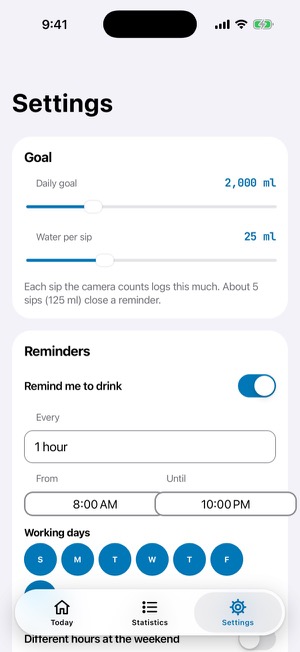 9:41
Settings
Goal
Daily goal 2,000 ml
Water per sip 25 ml
Each sip the camera counts logs this much. About 5
sips (125 ml) close a reminder.
Reminders
Remind me to drink
Every
1 hour
From Until
8:00 AM 10:00 PM
Working days
S M T W T F
Different hours at the weekend
Today Statistics Settings